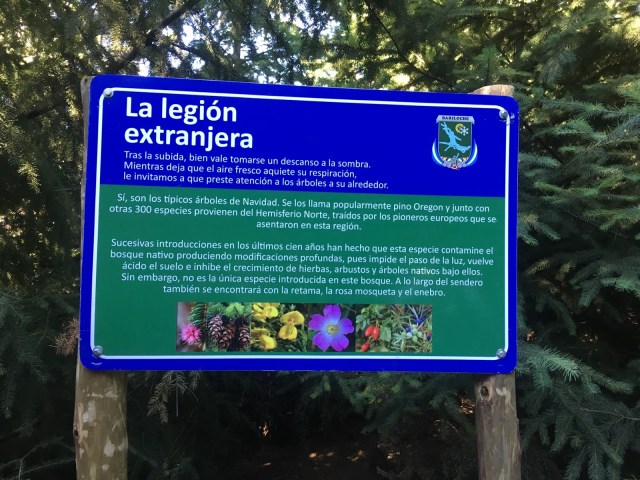 La legión
extranjera
BARILOCHE
Tras la subida, bien vale tomarse un descanso a la sombra.
Mientras deja que el aire fresco aquiete su respiración,
le invitamos a que preste atención a los árboles a su alrededor.
Sí, son los típicos árboles de Navidad. Se los llama popularmente pino Oregon y junto con
otras 300 especies provienen del Hemisferio Norte, traídos por los pioneros europeos que se
asentaron en esta región.
Sucesivas introducciones en los últimos cien años han hecho que esta especie contamine el
bosque nativo produciendo modificaciones profundas, pues impide el paso de la luz, vuelve
ácido el suelo e inhibe el crecimiento de hierbas, arbustos y árboles nativos bajo ellos.
Sin embargo, no es la única especie introducida en este bosque. A lo largo del sendero
también se encontrará con la retama, la rosa mosqueta y el enebro.